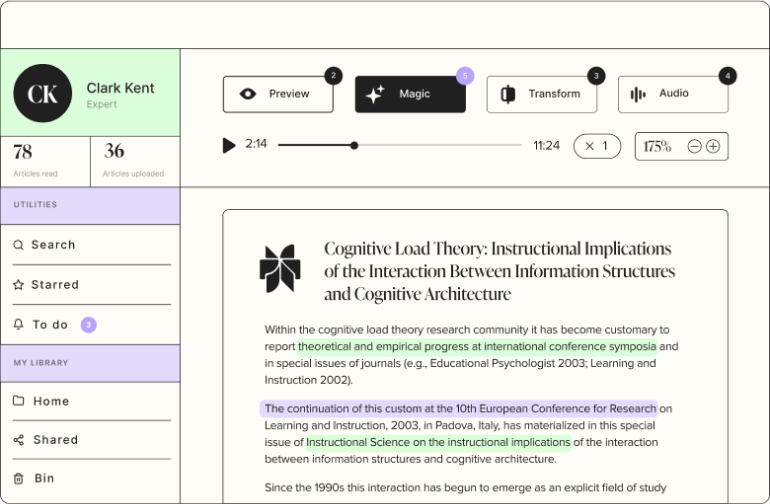 CK
Clark Kent
Expert
78
Articles read
36
Articles uploaded
UTILITIES
Search
Starred
To do 3
MY LIBRARY
Home
Shared
Bin
Preview 2
Magic 5
Transform 3
Audio 4
2:14
11:24
× 1
175%
Cognitive Load Theory: Instructional Implications
of the Interaction Between Information Structures
and Cognitive Architecture
Within the cognitive load theory research community it has become customary to
report theoretical and empirical progress at international conference symposia and
in special issues of journals (e.g., Educational Psychologist 2003; Learning and
Instruction 2002).
The continuation of this custom at the 10th European Conference for Research on
Learning and Instruction, 2003, in Padova, Italy, has materialized in this special
issue of Instructional Science on the instructional implications of the interaction
between information structures and cognitive architecture.
Since the 1990s this interaction has begun to emerge as an explicit field of study